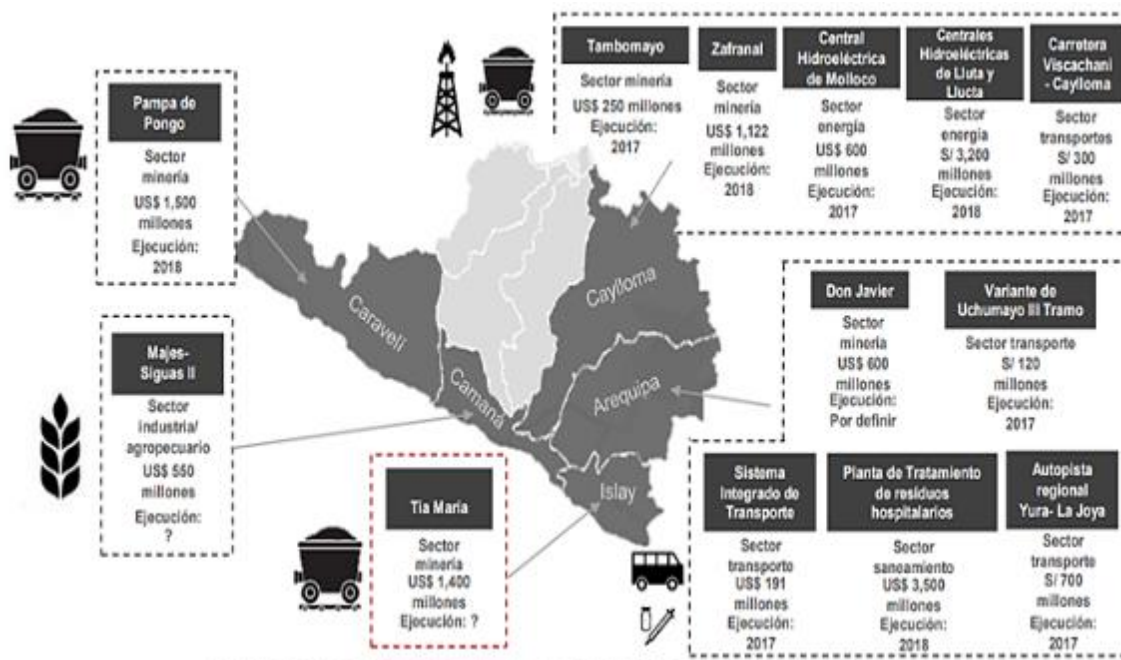 Tambomayo
Sector minería
US$ 250 millones
Ejecución:
2017
Zafranal
Sector
minería
US$ 1,122
millones
Ejecución:
2018
Central
Hidroeléctrica
de Molloco
Sector
energía
US$ 600
millones
Ejecución:
2017
Centrales
Hidroeléctricas
de Lluta y
Llucta
Sector
energía
S/ 3,200
millones
Ejecución:
2018
Carretera
Viscachani
- Caylloma
Sector
transportes
S/ 300
millones
Ejecución:
2017
Pampa de
Pongo
Sector
minería
US$ 1,500
millones
Ejecución:
2018
Caravelí
Caylloma
Camaná
Arequipa
Islay
Majes-
Siguas II
Sector
industria/
agropecuario
US$ 550
millones
Ejecución:
?
Tía María
Sector
minería
US$ 1,400
millones
Ejecución: ?
Don Javier
Sector
minería
US$ 600
millones
Ejecución:
Por definir
Variante de
Uchumayo III Tramo
Sector transporte
S/ 120
millones
Ejecución:
2017
Sistema
Integrado de
Transporte
Sector
transporte
US$ 191
millones
Ejecución:
2017
Planta de Tratamiento
de residuos
hospitalarios
Sector
saneamiento
US$ 3,500
millones
Ejecución:
2018
Autopista
regional
Yura- La Joya
Sector
transporte
S/ 700
millones
Ejecución:
2017